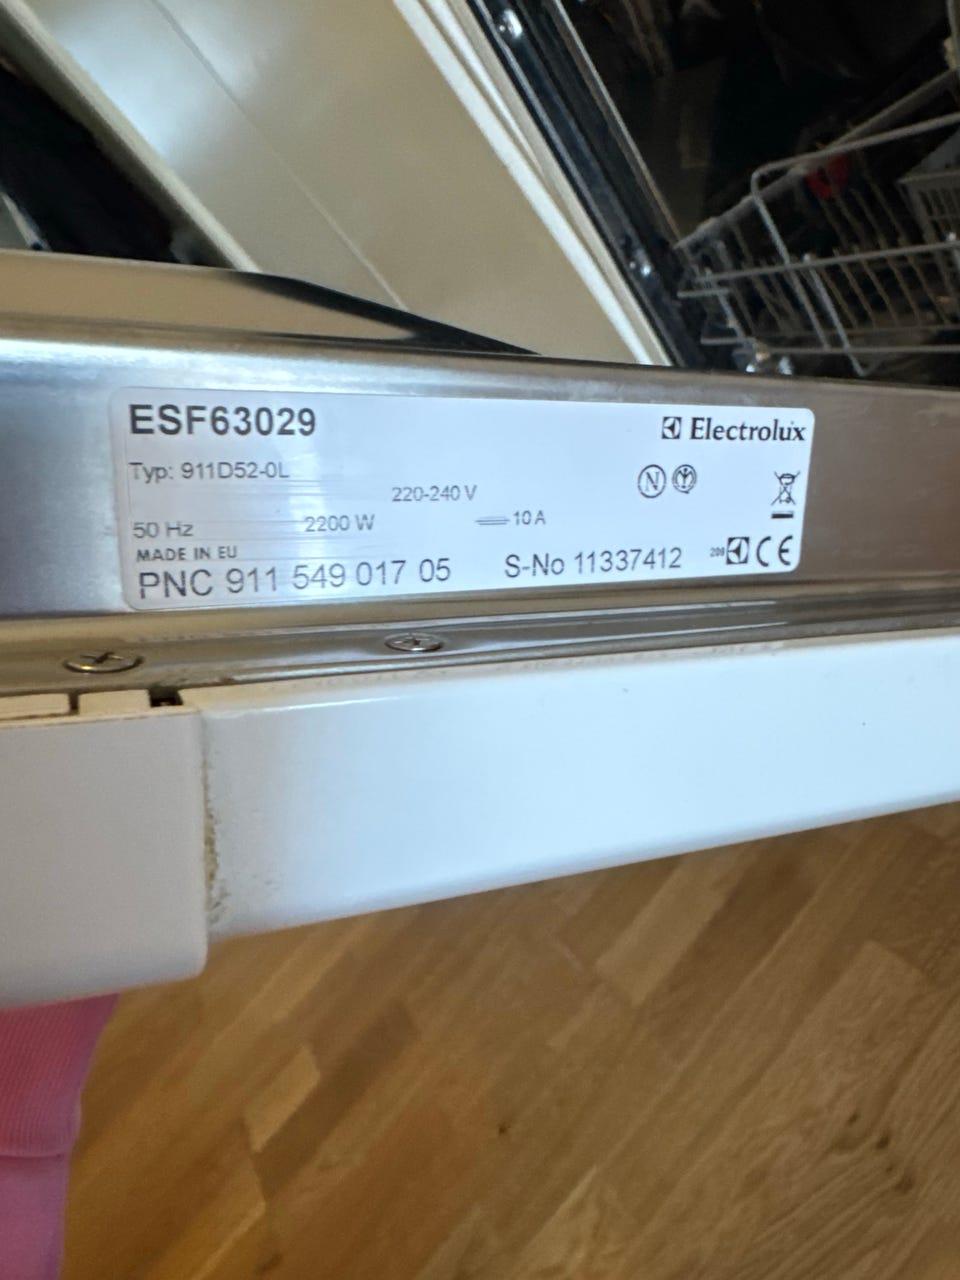 ESF63029
Electrolux
Typ: 911D52-0L
N
220-240 V
50 Hz 2200 W 10 A
MADE IN EU
PNC 911 549 017 05 S-No 11337412 200 CE